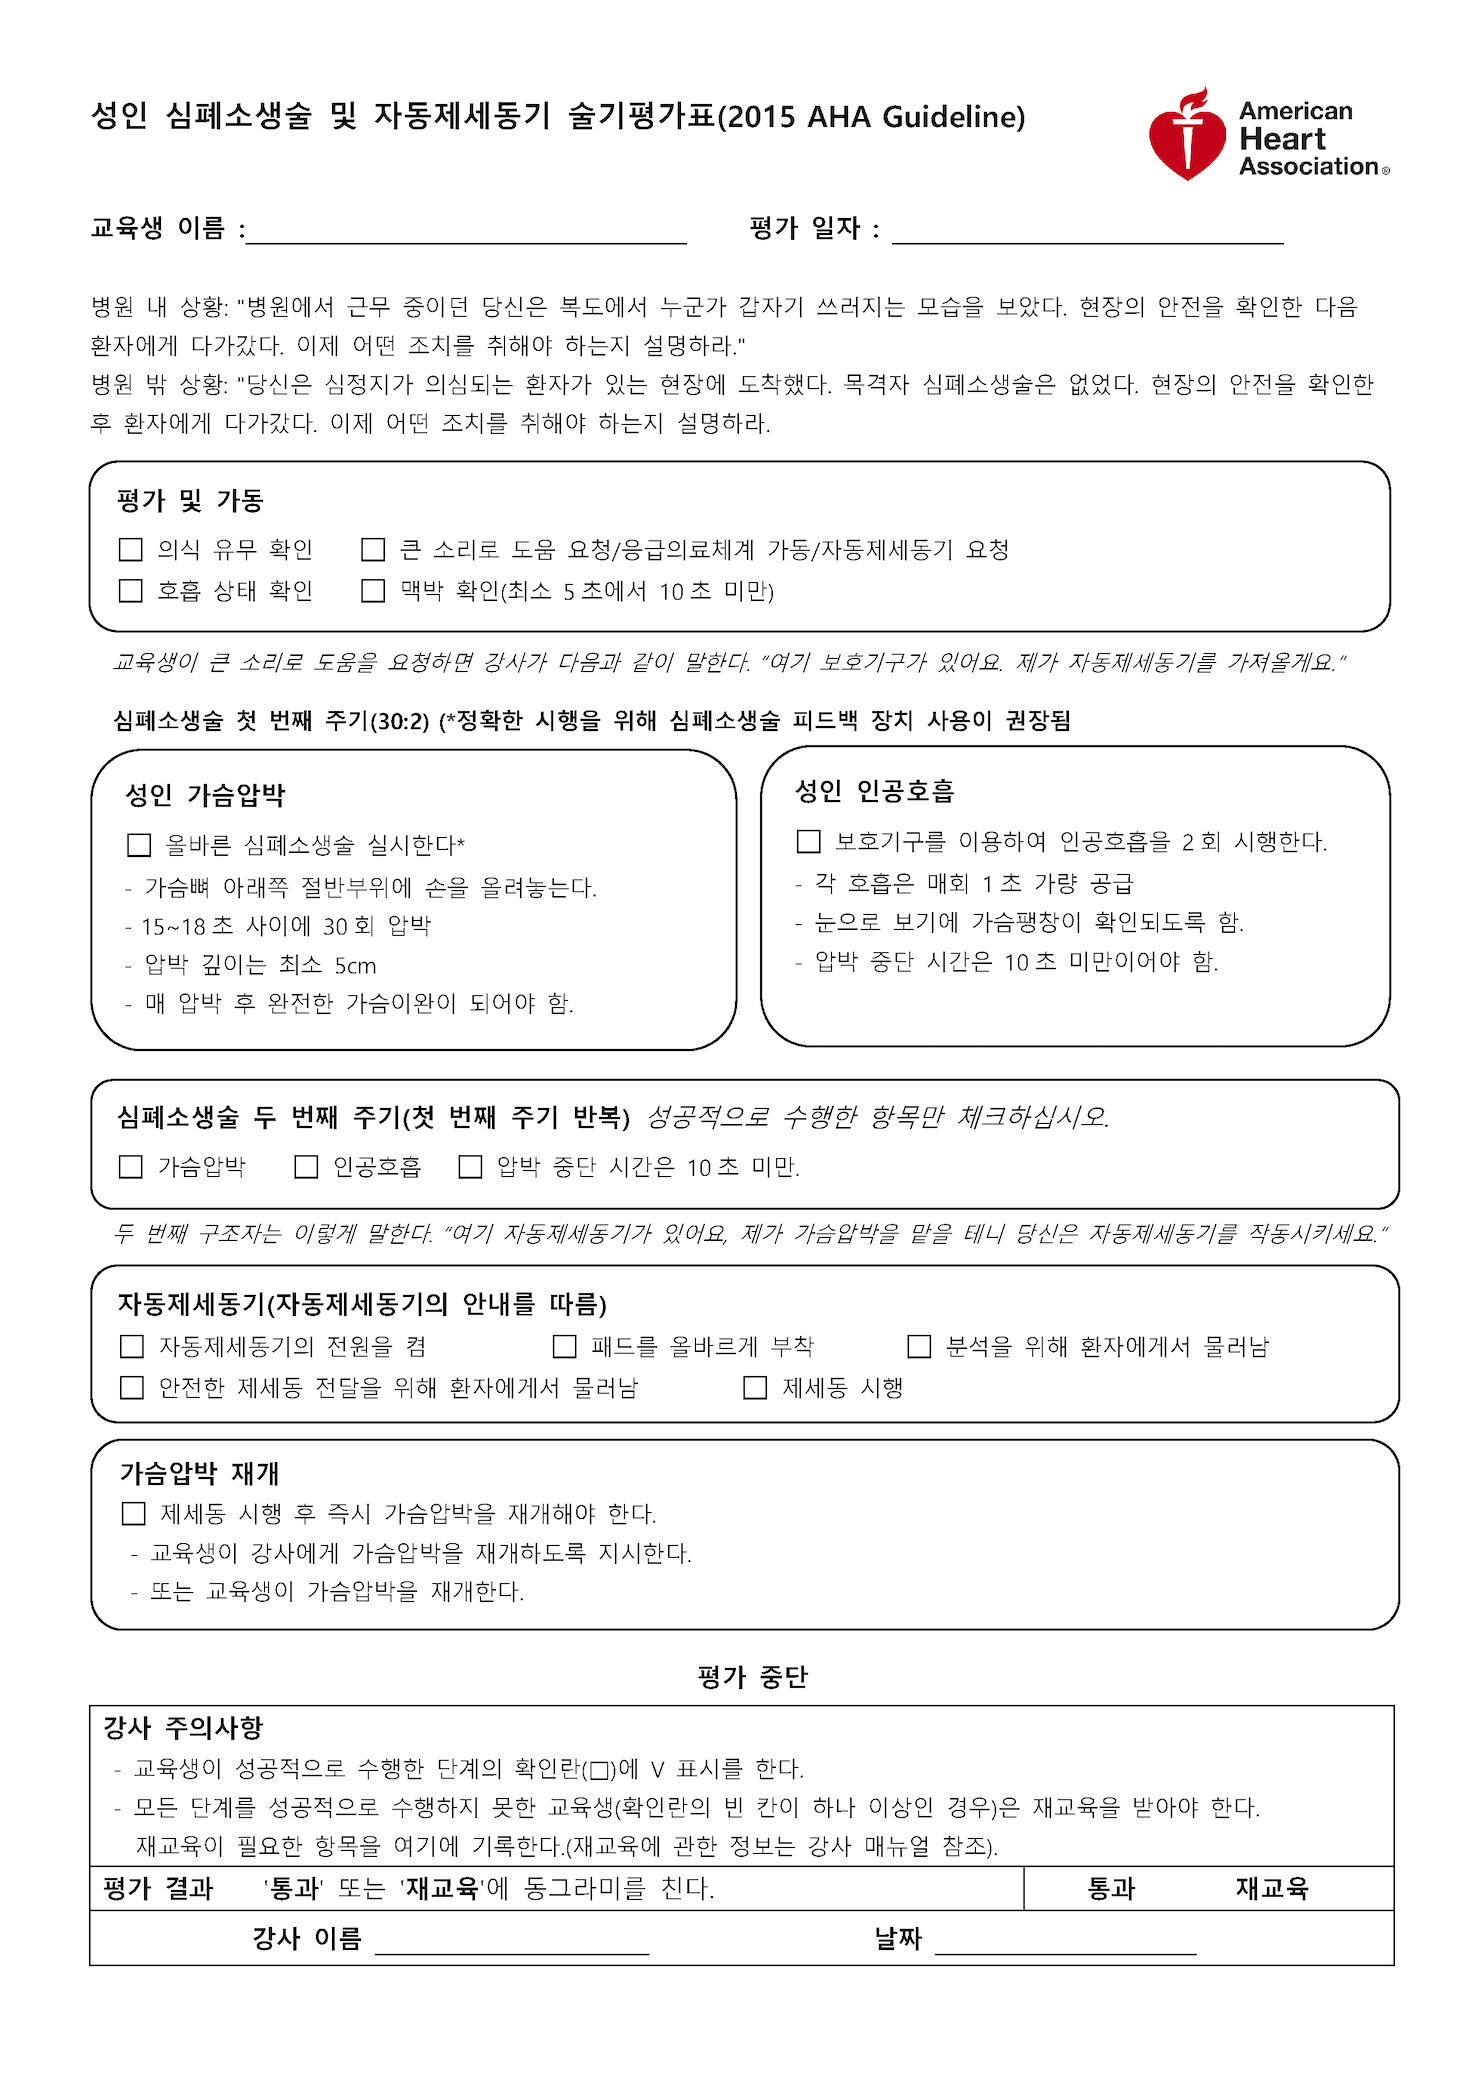 성인 심폐소생술 및 자동제세동기 술기평가표(2015 AHA Guideline)
American
Heart
Association®
교육생 이름 : 평가 일자 :
병원 내 상황: "병원에서 근무 중이던 당신은 복도에서 누군가 갑자기 쓰러지는 모습을 보았다. 현장의 안전을 확인한 다음
환자에게 다가갔다. 이제 어떤 조치를 취해야 하는지 설명하라."
병원 밖 상황: "당신은 심정지가 의심되는 환자가 있는 현장에 도착했다. 목격자 심폐소생술은 없었다. 현장의 안전을 확인한
후 환자에게 다가갔다. 이제 어떤 조치를 취해야 하는지 설명하라.
평가 및 가동
□ 의식 유무 확인 □ 큰 소리로 도움 요청/응급의료체계 가동/자동제세동기 요청
□ 호흡 상태 확인 □ 맥박 확인(최소 5초에서 10초 미만)
교육생이 큰 소리로 도움을 요청하면 강사가 다음과 같이 말한다. "여기 보호기구가 있어요. 제가 자동제세동기를 가져올게요."
심폐소생술 첫 번째 주기(30:2) (*정확한 시행을 위해 심폐소생술 피드백 장치 사용이 권장됨
성인 가슴압박
□ 올바른 심폐소생술 실시한다*
- 가슴뼈 아래쪽 절반부위에 손을 올려놓는다.
- 15~18초 사이에 30회 압박
- 압박 깊이는 최소 5cm
- 매 압박 후 완전한 가슴이완이 되어야 함.
성인 인공호흡
□ 보호기구를 이용하여 인공호흡을 2회 시행한다.
- 각 호흡은 매회 1초 가량 공급
- 눈으로 보기에 가슴팽창이 확인되도록 함.
- 압박 중단 시간은 10초 미만이어야 함.
심폐소생술 두 번째 주기(첫 번째 주기 반복) 성공적으로 수행한 항목만 체크하십시오.
□ 가슴압박 □ 인공호흡 □ 압박 중단 시간은 10초 미만.
두 번째 구조자는 이렇게 말한다. "여기 자동제세동기가 있어요, 제가 가슴압박을 맡을 테니 당신은 자동제세동기를 작동시키세요."
자동제세동기(자동제세동기의 안내를 따름)
□ 자동제세동기의 전원을 켬 □ 패드를 올바르게 부착 □ 분석을 위해 환자에게서 물러남
□ 안전한 제세동 전달을 위해 환자에게서 물러남 □ 제세동 시행
가슴압박 재개
□ 제세동 시행 후 즉시 가슴압박을 재개해야 한다.
- 교육생이 강사에게 가슴압박을 재개하도록 지시한다.
- 또는 교육생이 가슴압박을 재개한다.
평가 중단
강사 주의사항
- 교육생이 성공적으로 수행한 단계의 확인란(□)에 V 표시를 한다.
- 모든 단계를 성공적으로 수행하지 못한 교육생(확인란의 빈 칸이 하나 이상인 경우)은 재교육을 받아야 한다.
재교육이 필요한 항목을 여기에 기록한다.(재교육에 관한 정보는 강사 매뉴얼 참조).
평가 결과 '통과' 또는 '재교육'에 동그라미를 친다. 통과 재교육
강사 이름 날짜